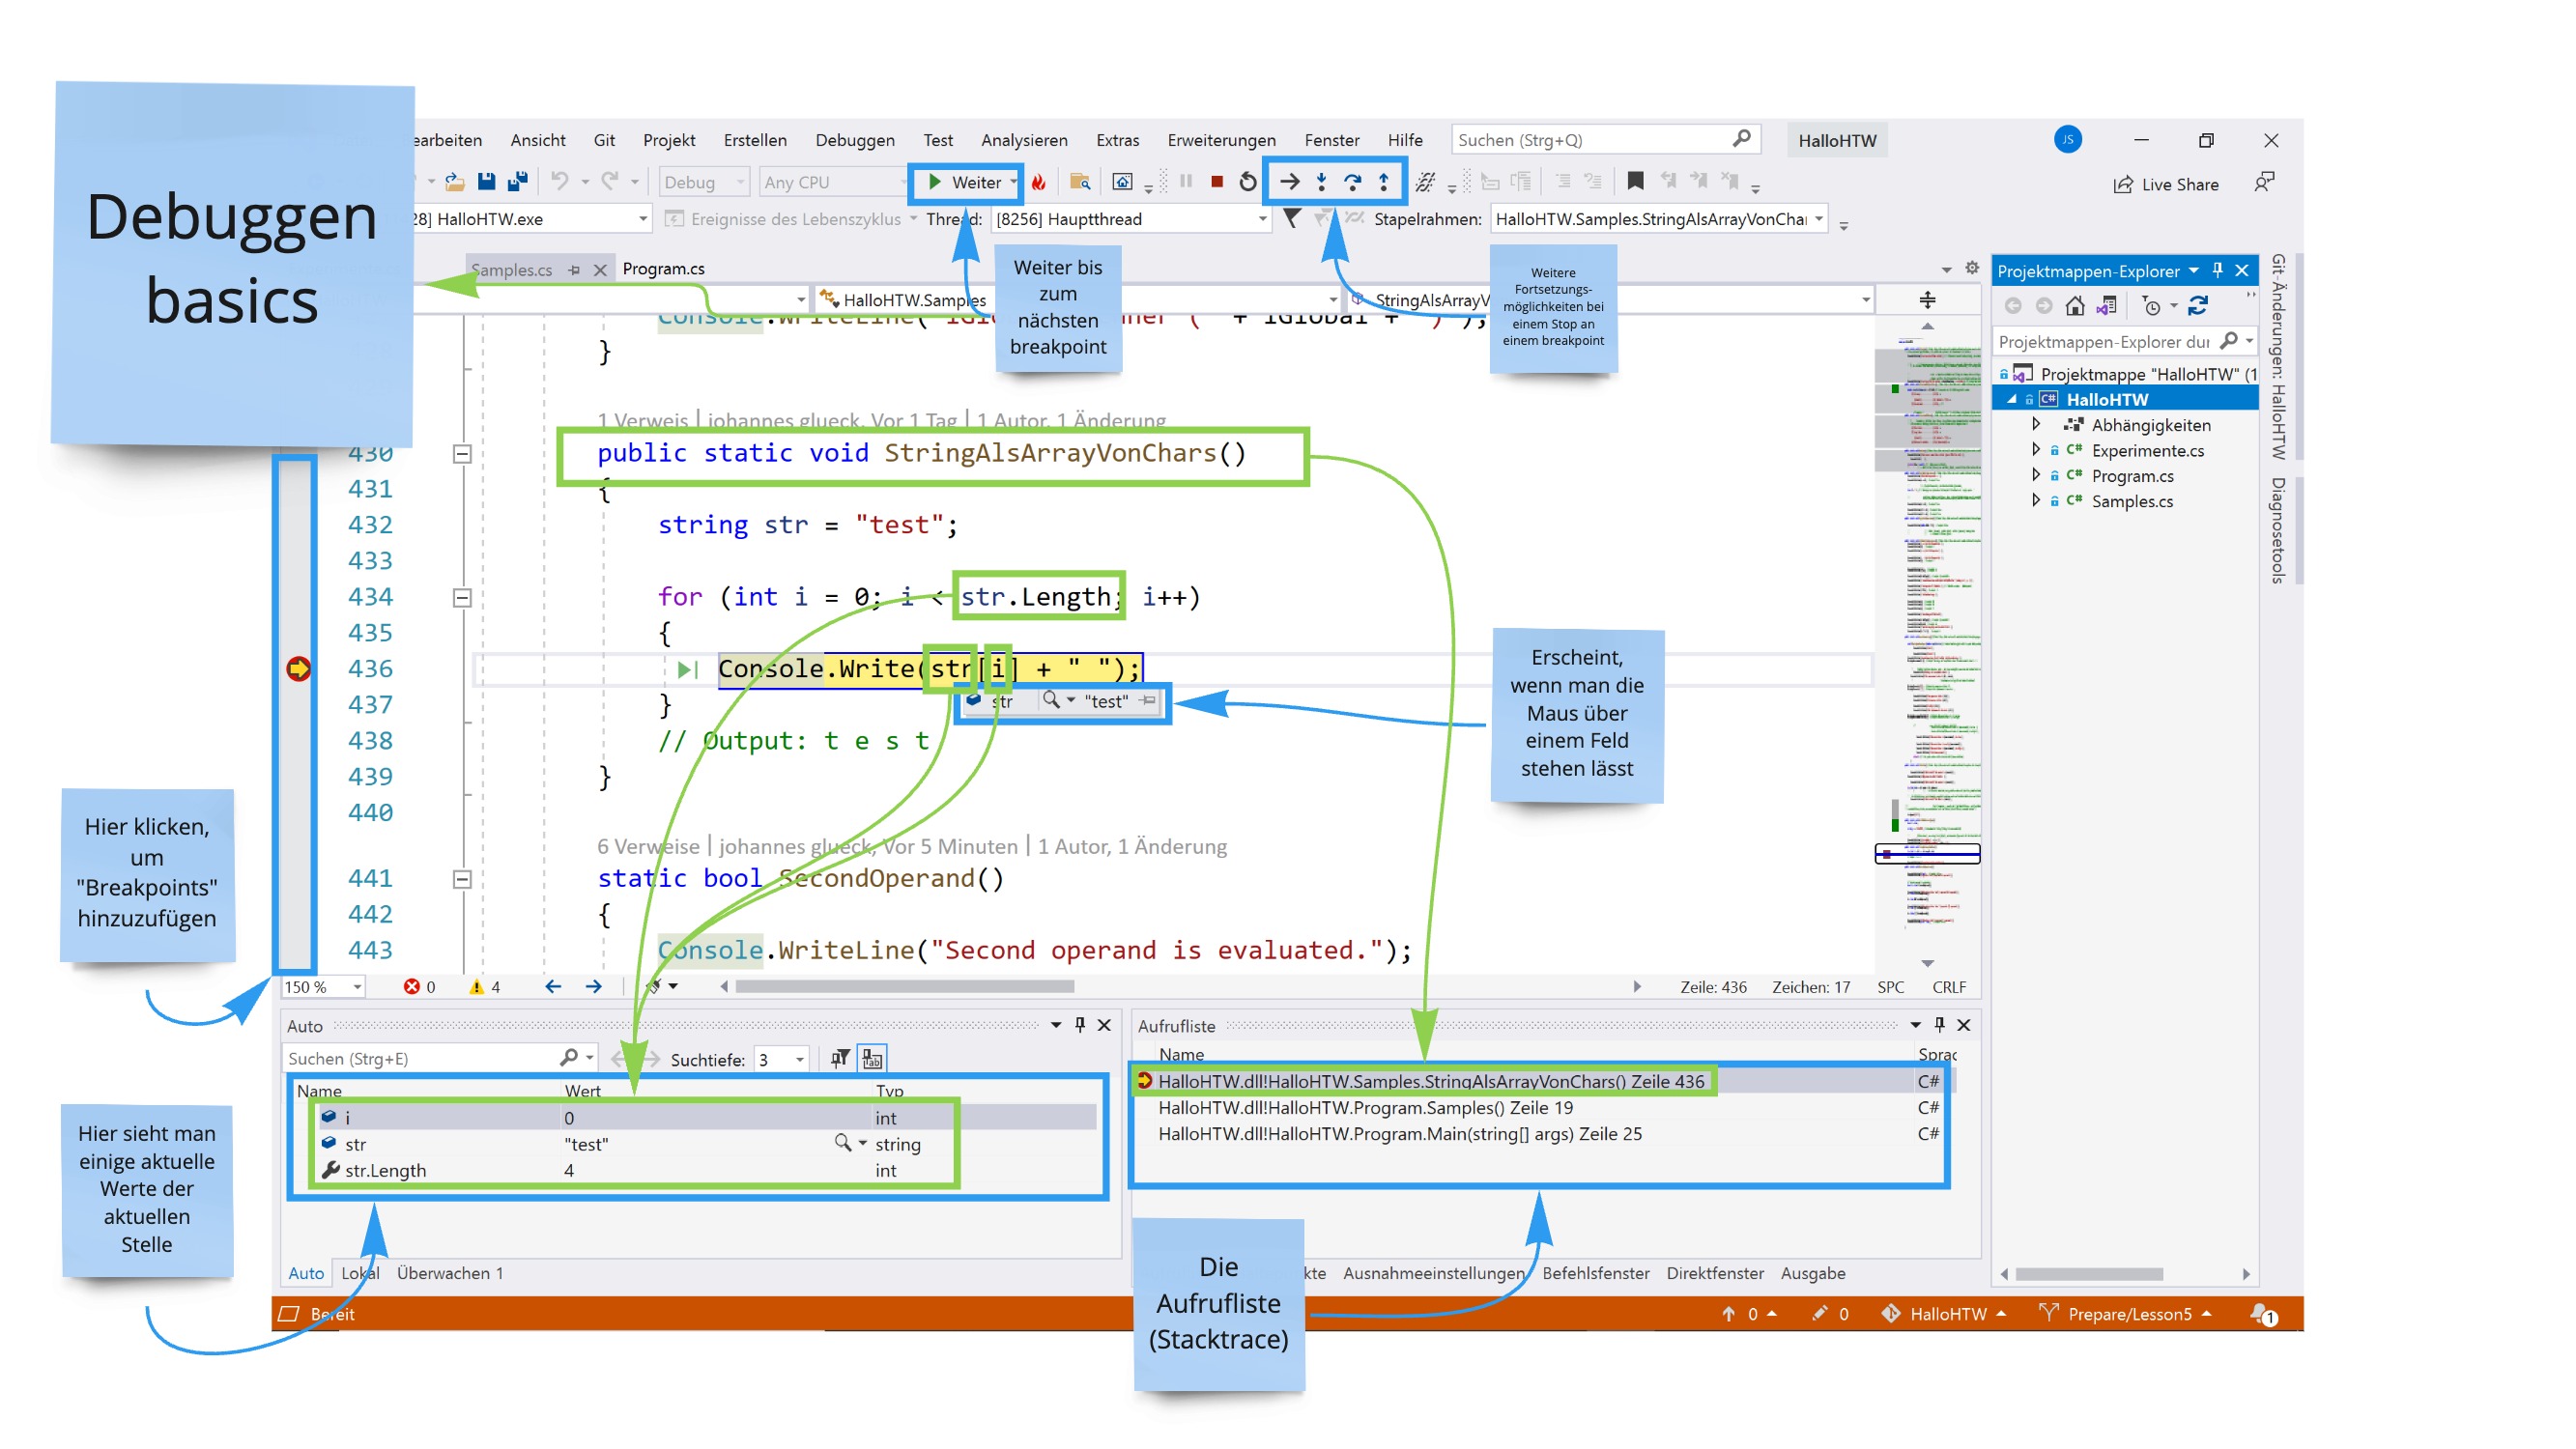 Debuggen
basics
earbeiten Ansicht Git Projekt Erstellen Debuggen Test Analysieren Extras Erweiterungen Fenster Hilfe Suchen (Strg+Q) HalloHTW JS
Debug Any CPU Weiter Live Share
28] HalloHTW.exe Ereignisse des Lebenszyklus Thread: [8256] Hauptthread Stapelrahmen: HalloHTW.Samples.StringAlsArrayVonChar
Weiter bis
zum
nächsten
breakpoint
Weitere
Fortsetzungs-
möglichkeiten bei
einem Stop an
einem breakpoint
Samples.cs Program.cs
HalloHTW.Samples StringAlsArrayV
}
1 Verweis | johannes glueck, Vor 1 Tag | 1 Autor, 1 Änderung
430 public static void StringAlsArrayVonChars()
431 {
432 string str = "test";
433
434 for (int i = 0; i < str.Length; i++)
435 {
436 Console.Write(str[i] + " ");
str "test"
437 }
438 // Output: t e s t
439 }
440
6 Verweise | johannes glueck, Vor 5 Minuten | 1 Autor, 1 Änderung
441 static bool SecondOperand()
442 {
443 Console.WriteLine("Second operand is evaluated.");
150 % 0 4 Zeile: 436 Zeichen: 17 SPC CRLF
Erscheint,
wenn man die
Maus über
einem Feld
stehen lässt
Hier klicken,
um
"Breakpoints"
hinzuzufügen
Projektmappen-Explorer
Projektmappen-Explorer dur
Projektmappe "HalloHTW" (1
HalloHTW
Abhängigkeiten
C# Experimente.cs
C# Program.cs
C# Samples.cs
Git-Änderungen: HalloHTW
Diagnosetools
Auto
Suchen (Strg+E) Suchtiefe: 3
Name Wert Typ
i 0 int
str "test" string
str.Length 4 int
Auto Lokal Überwachen 1
Hier sieht man
einige aktuelle
Werte der
aktuellen
Stelle
Aufrufliste
Name Sprac
HalloHTW.dll!HalloHTW.Samples.StringAlsArrayVonChars() Zeile 436 C#
HalloHTW.dll!HalloHTW.Program.Samples() Zeile 19 C#
HalloHTW.dll!HalloHTW.Program.Main(string[] args) Zeile 25 C#
kte Ausnahmeeinstellungen Befehlsfenster Direktfenster Ausgabe
Die
Aufrufliste
(Stacktrace)
Bereit 0 0 HalloHTW Prepare/Lesson5 1